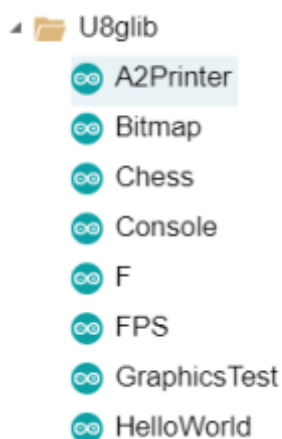 U8glib
A2Printer
Bitmap
Chess
Console
F
FPS
GraphicsTest
HelloWorld